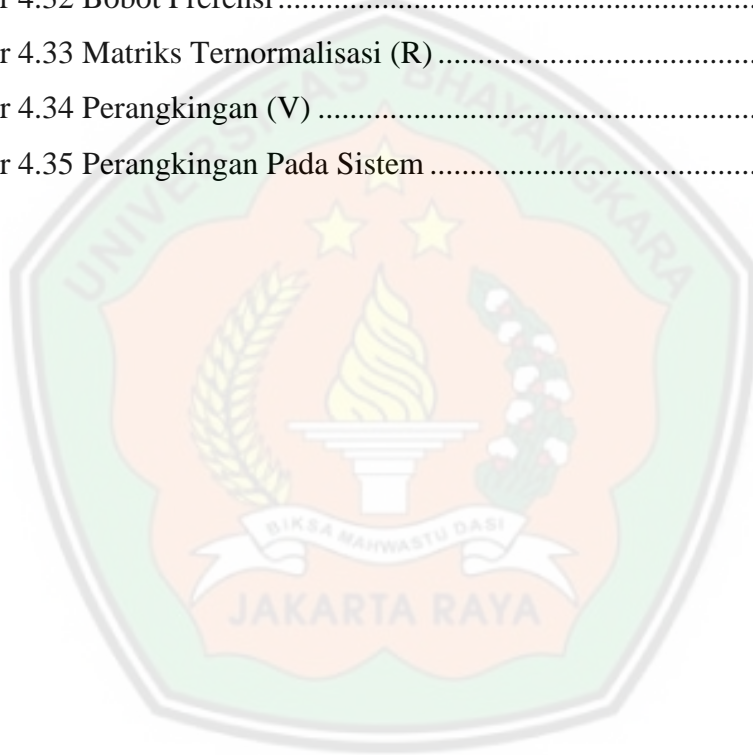 r 4.32 Bobot Preferensi ..........................................................
r 4.33 Matriks Ternormalisasi (R) ........................................
r 4.34 Perangkingan (V) .......................................................
r 4.35 Perangkingan Pada Sistem .........................................
UNIVERSITAS BHAYANGKARA
BIKSA MAHWASTU DASI
JAKARTA RAYA